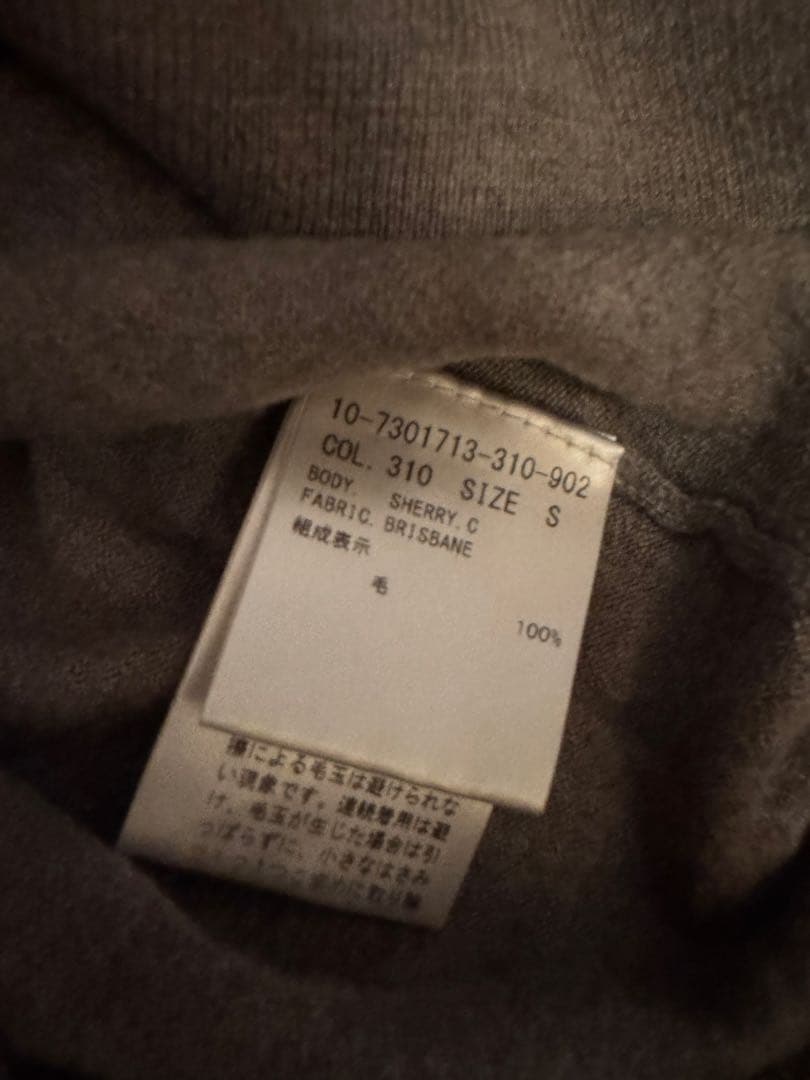 10-7301713-310-902
COL. 310 SIZE S
BODY. SHERRY.C
FABRIC. BRISBANE
組成表示
毛 100%
擦による毛玉は避けられな
い現象です。連続着用は避
け、毛玉が生じた場合は引
っぱらずに、小さなはさみ